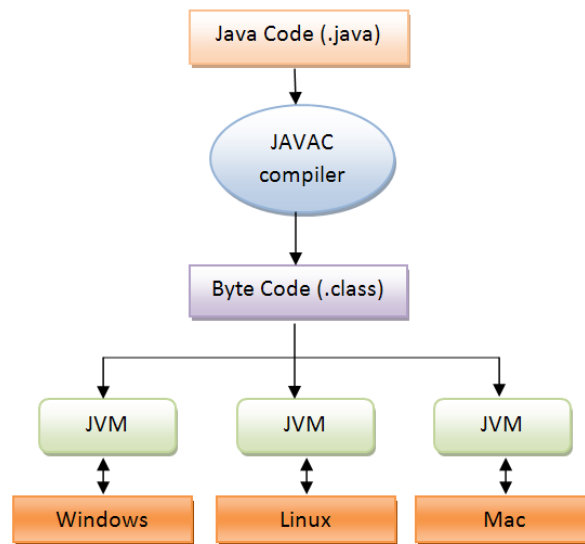 Java Code (.java)
JAVAC
compiler
Byte Code (.class)
JVM
JVM
JVM
Windows
Linux
Mac